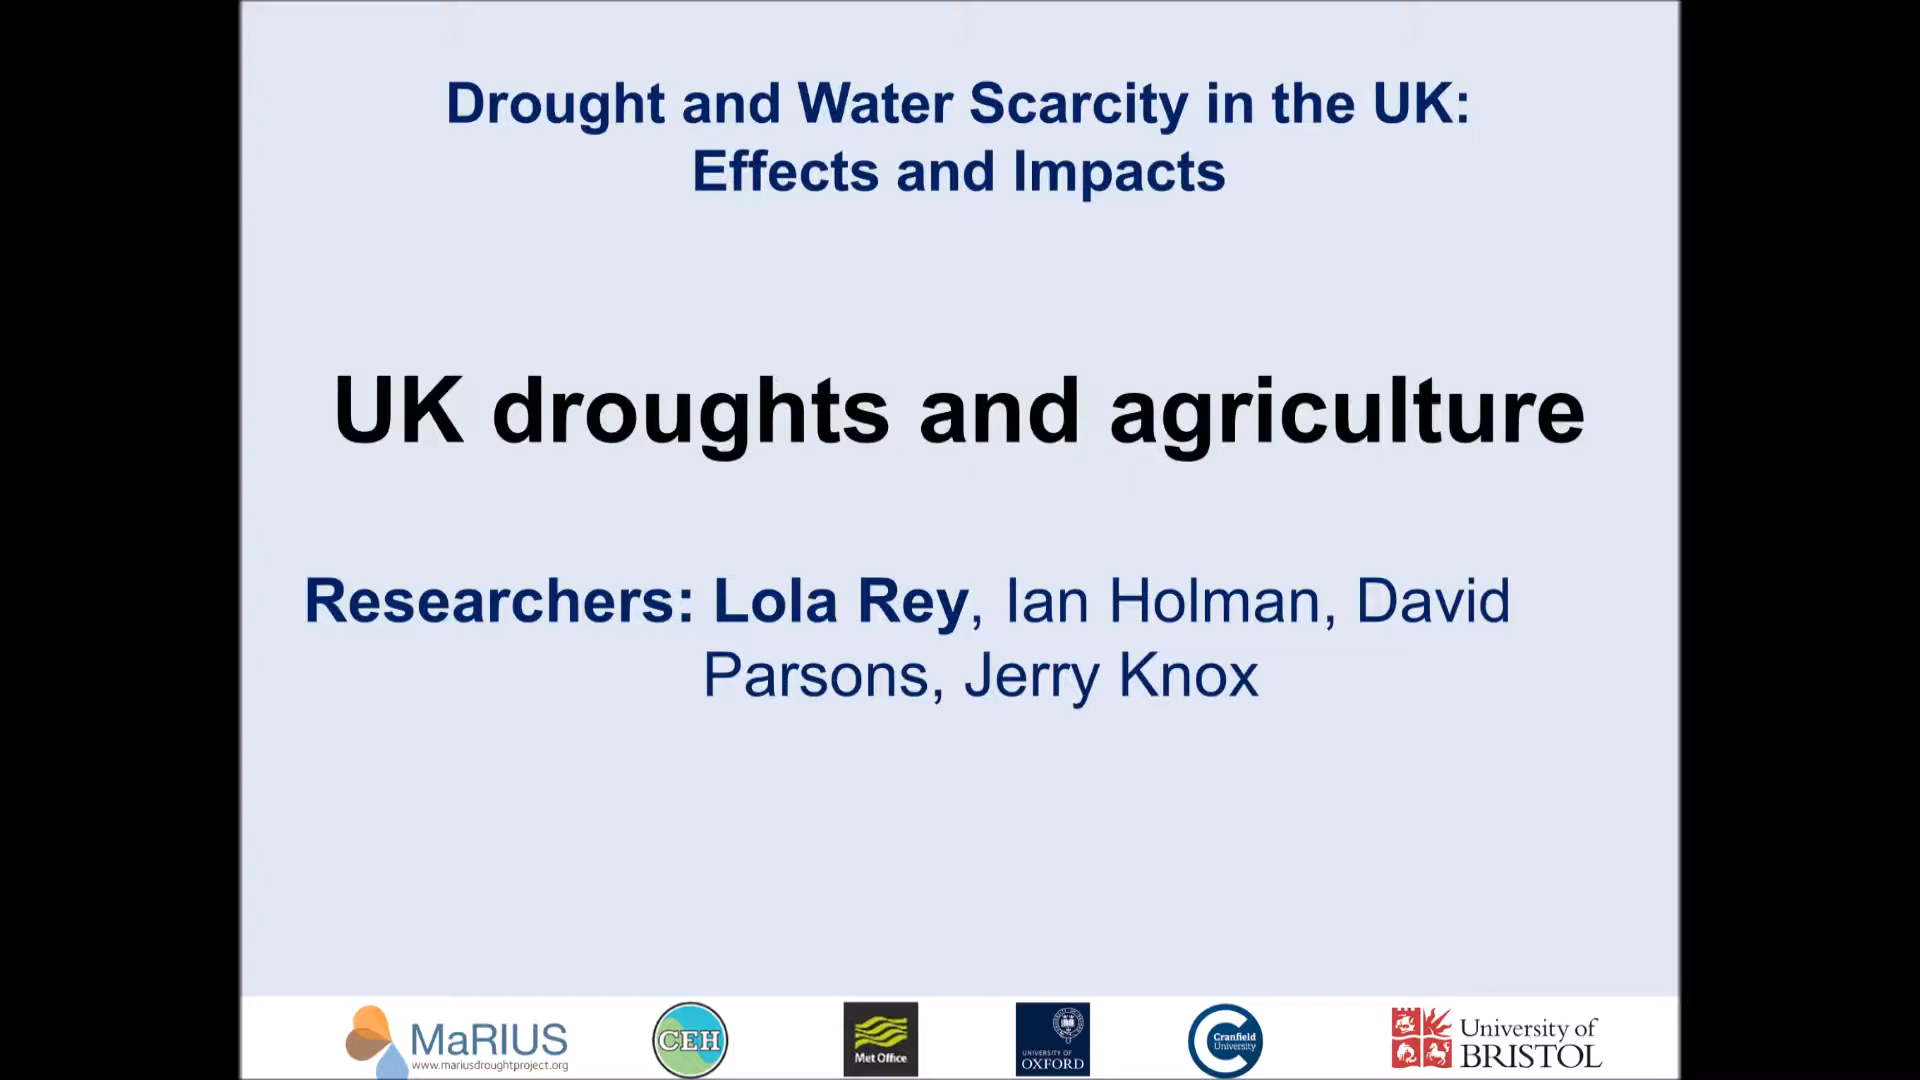 Drought and Water Scarcity in the UK:
Effects and Impacts
UK droughts and agriculture
Researchers: Lola Rey, Ian Holman, David
Parsons, Jerry Knox
MaRIUS
www.mariusdroughtproject.org
CEH
Met Office
UNIVERSITY OF
OXFORD
Cranfield
University
University of
BRISTOL